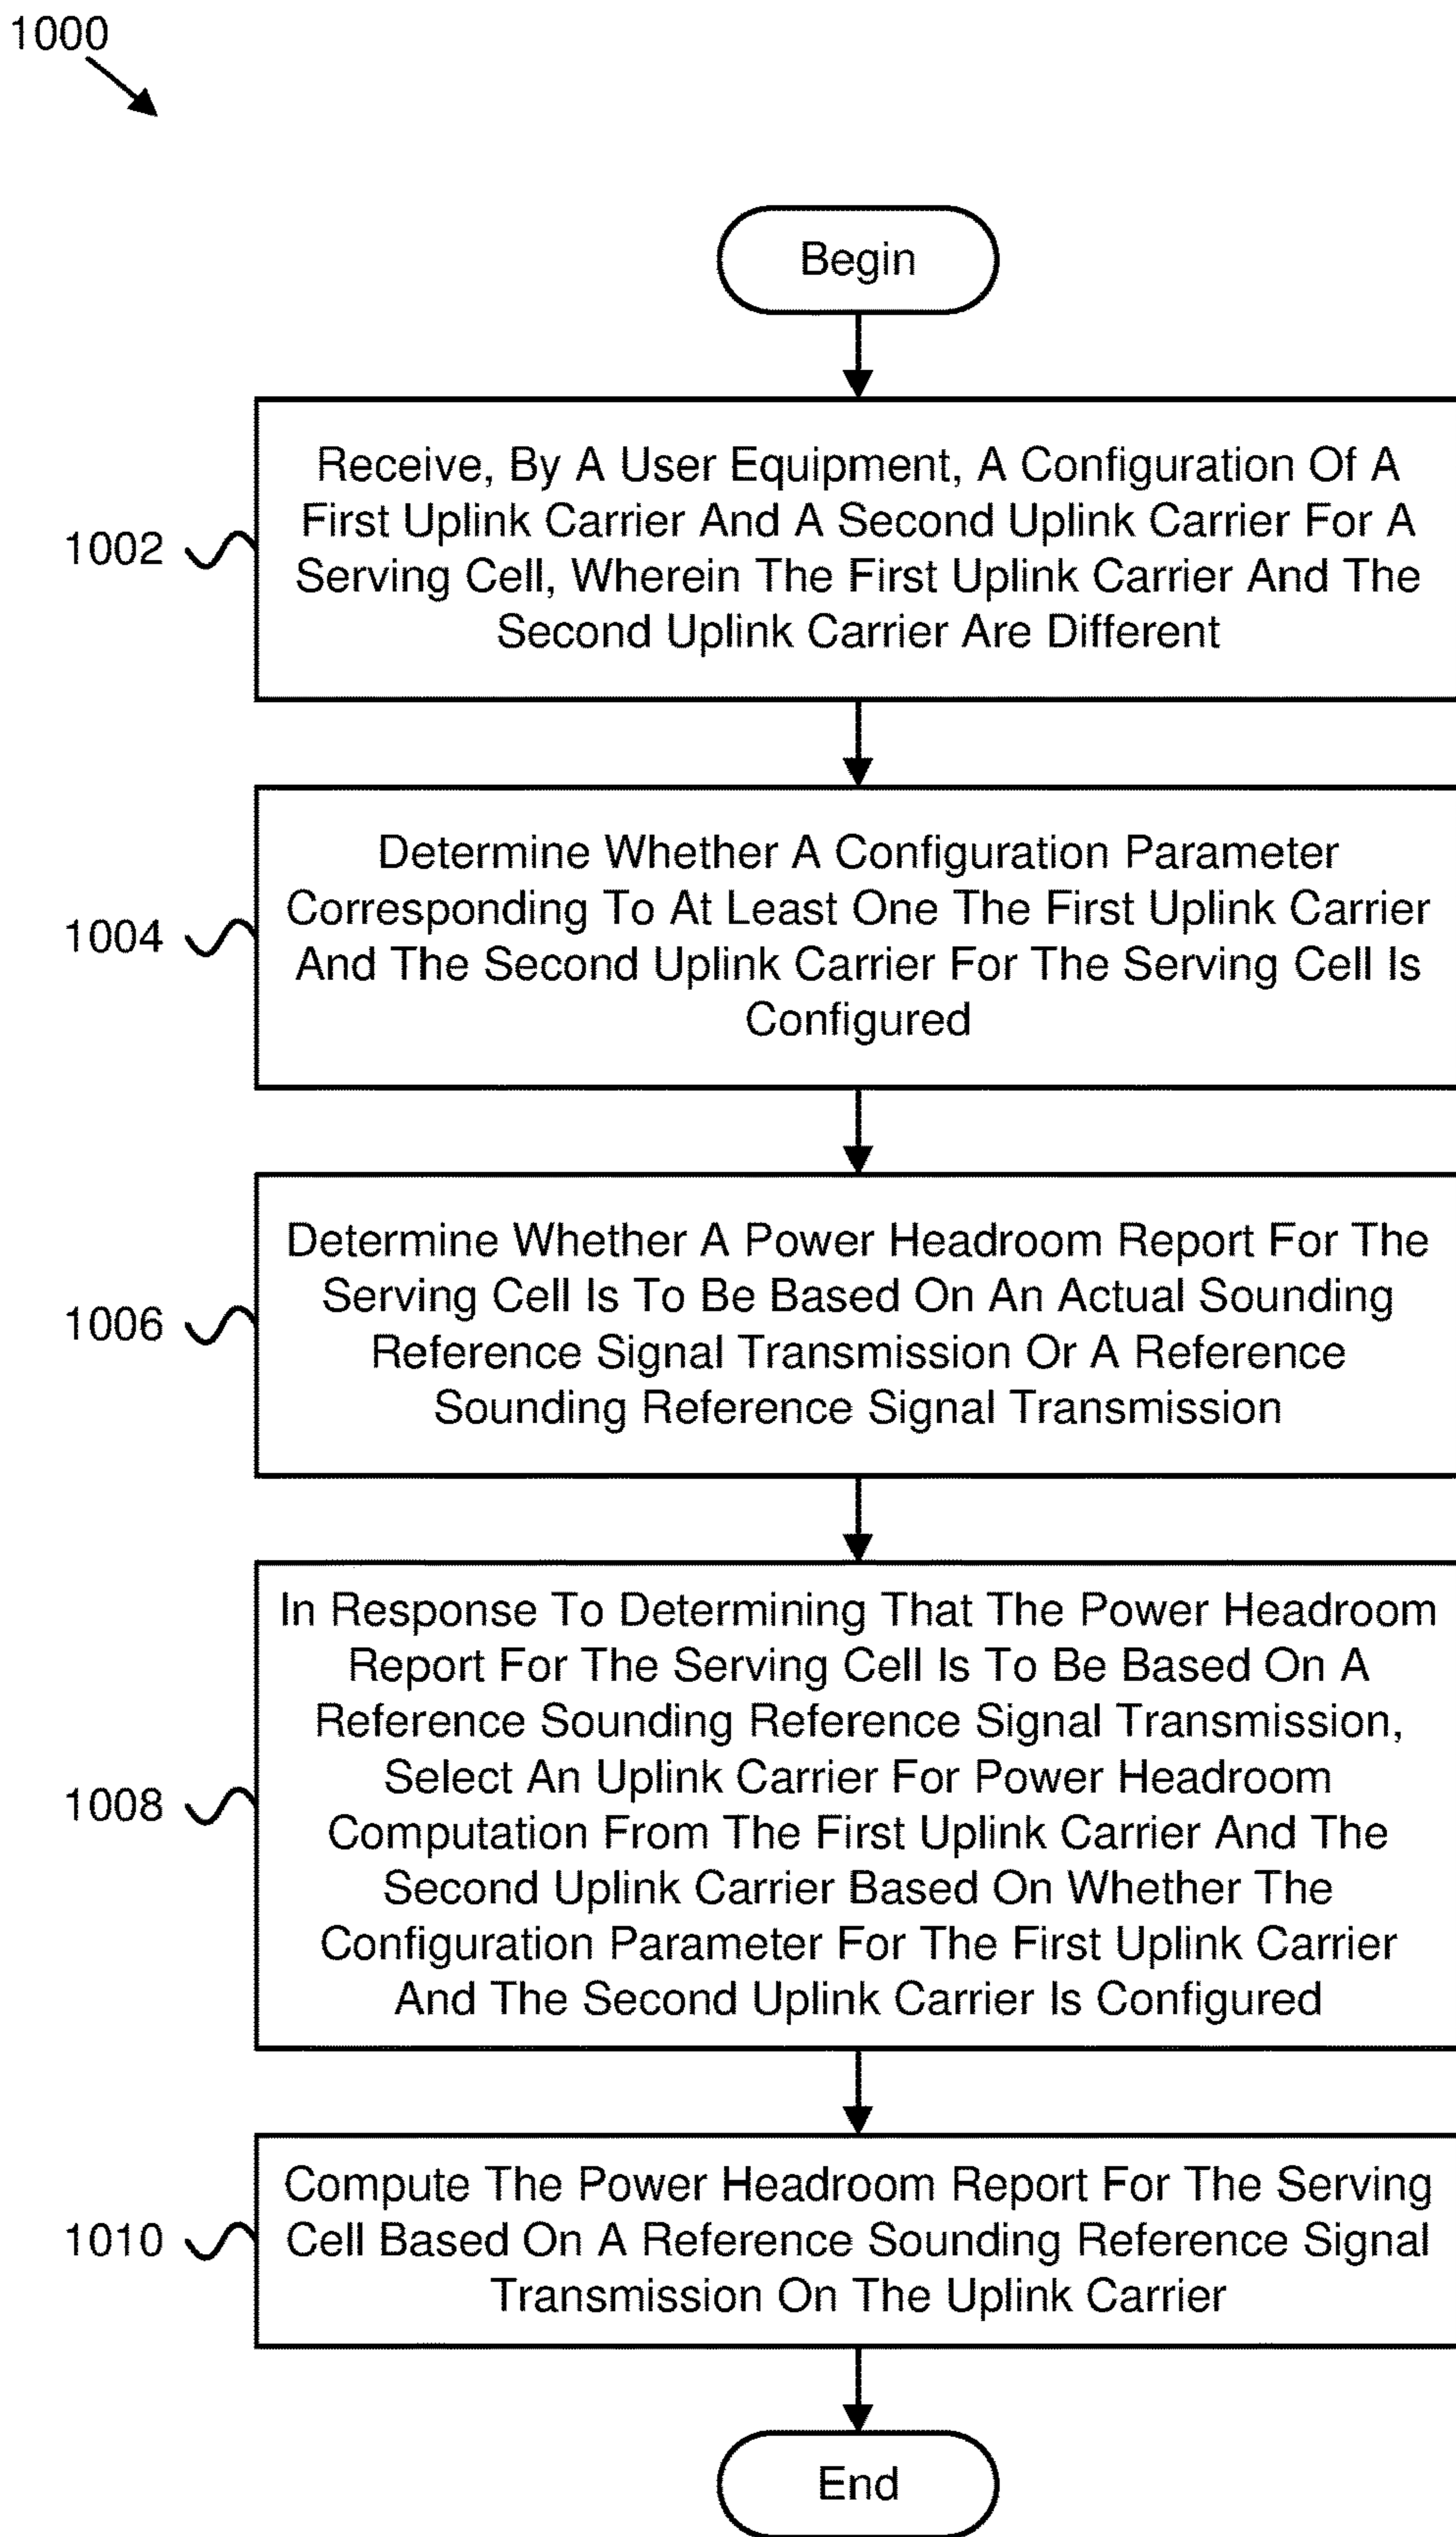 1000
Begin
1002
Receive, By A User Equipment, A Configuration Of A
First Uplink Carrier And A Second Uplink Carrier For A
Serving Cell, Wherein The First Uplink Carrier And The
Second Uplink Carrier Are Different
1004
Determine Whether A Configuration Parameter
Corresponding To At Least One The First Uplink Carrier
And The Second Uplink Carrier For The Serving Cell Is
Configured
1006
Determine Whether A Power Headroom Report For The
Serving Cell Is To Be Based On An Actual Sounding
Reference Signal Transmission Or A Reference
Sounding Reference Signal Transmission
1008
In Response To Determining That The Power Headroom
Report For The Serving Cell Is To Be Based On A
Reference Sounding Reference Signal Transmission,
Select An Uplink Carrier For Power Headroom
Computation From The First Uplink Carrier And The
Second Uplink Carrier Based On Whether The
Configuration Parameter For The First Uplink Carrier
And The Second Uplink Carrier Is Configured
1010
Compute The Power Headroom Report For The Serving
Cell Based On A Reference Sounding Reference Signal
Transmission On The Uplink Carrier
End